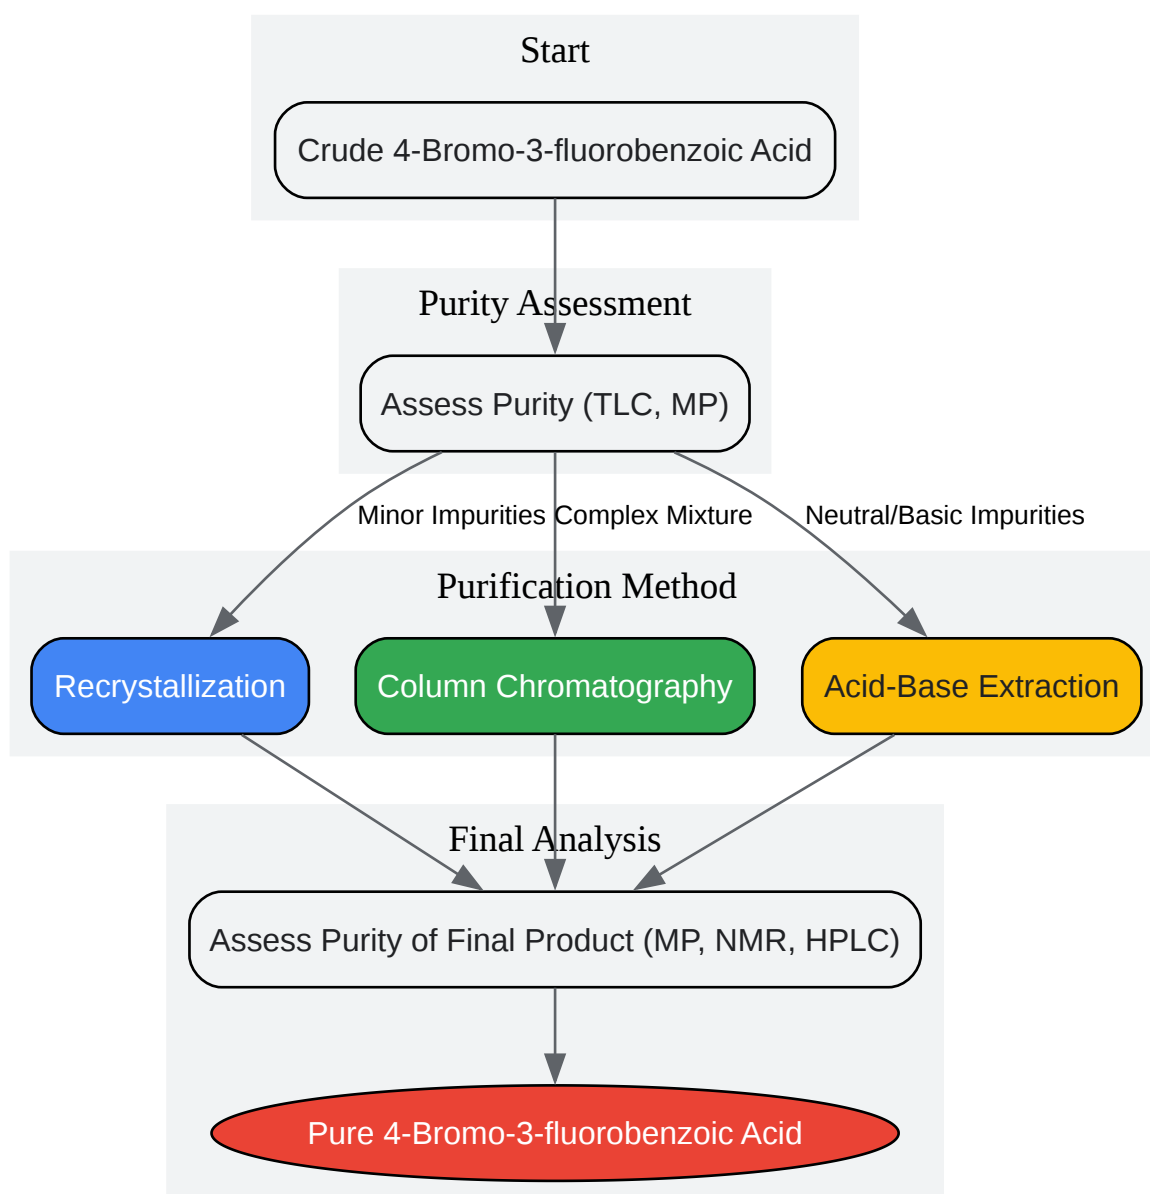 Start
Crude 4-Bromo-3-fluorobenzoic Acid
Purity Assessment
Assess Purity (TLC, MP)
Minor Impurities
Complex Mixture
Neutral/Basic Impurities
Purification Method
Recrystallization
Column Chromatography
Acid-Base Extraction
Final Analysis
Assess Purity of Final Product (MP, NMR, HPLC)
Pure 4-Bromo-3-fluorobenzoic Acid